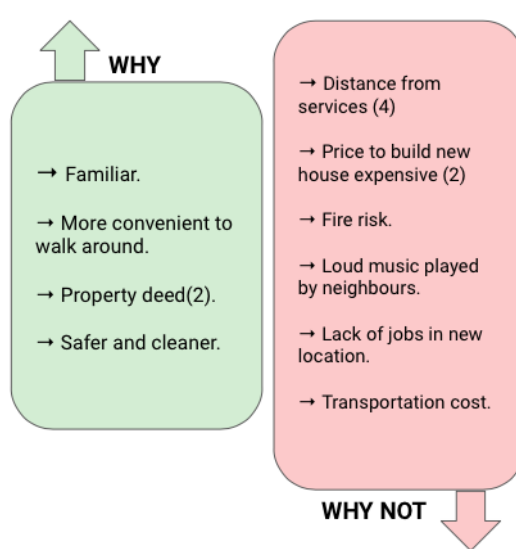 WHY
→ Familiar.
→ More convenient to
walk around.
→ Property deed(2).
→ Safer and cleaner.
→ Distance from
services (4)
→ Price to build new
house expensive (2)
→ Fire risk.
→ Loud music played
by neighbours.
→ Lack of jobs in new
location.
→ Transportation cost.
WHY NOT